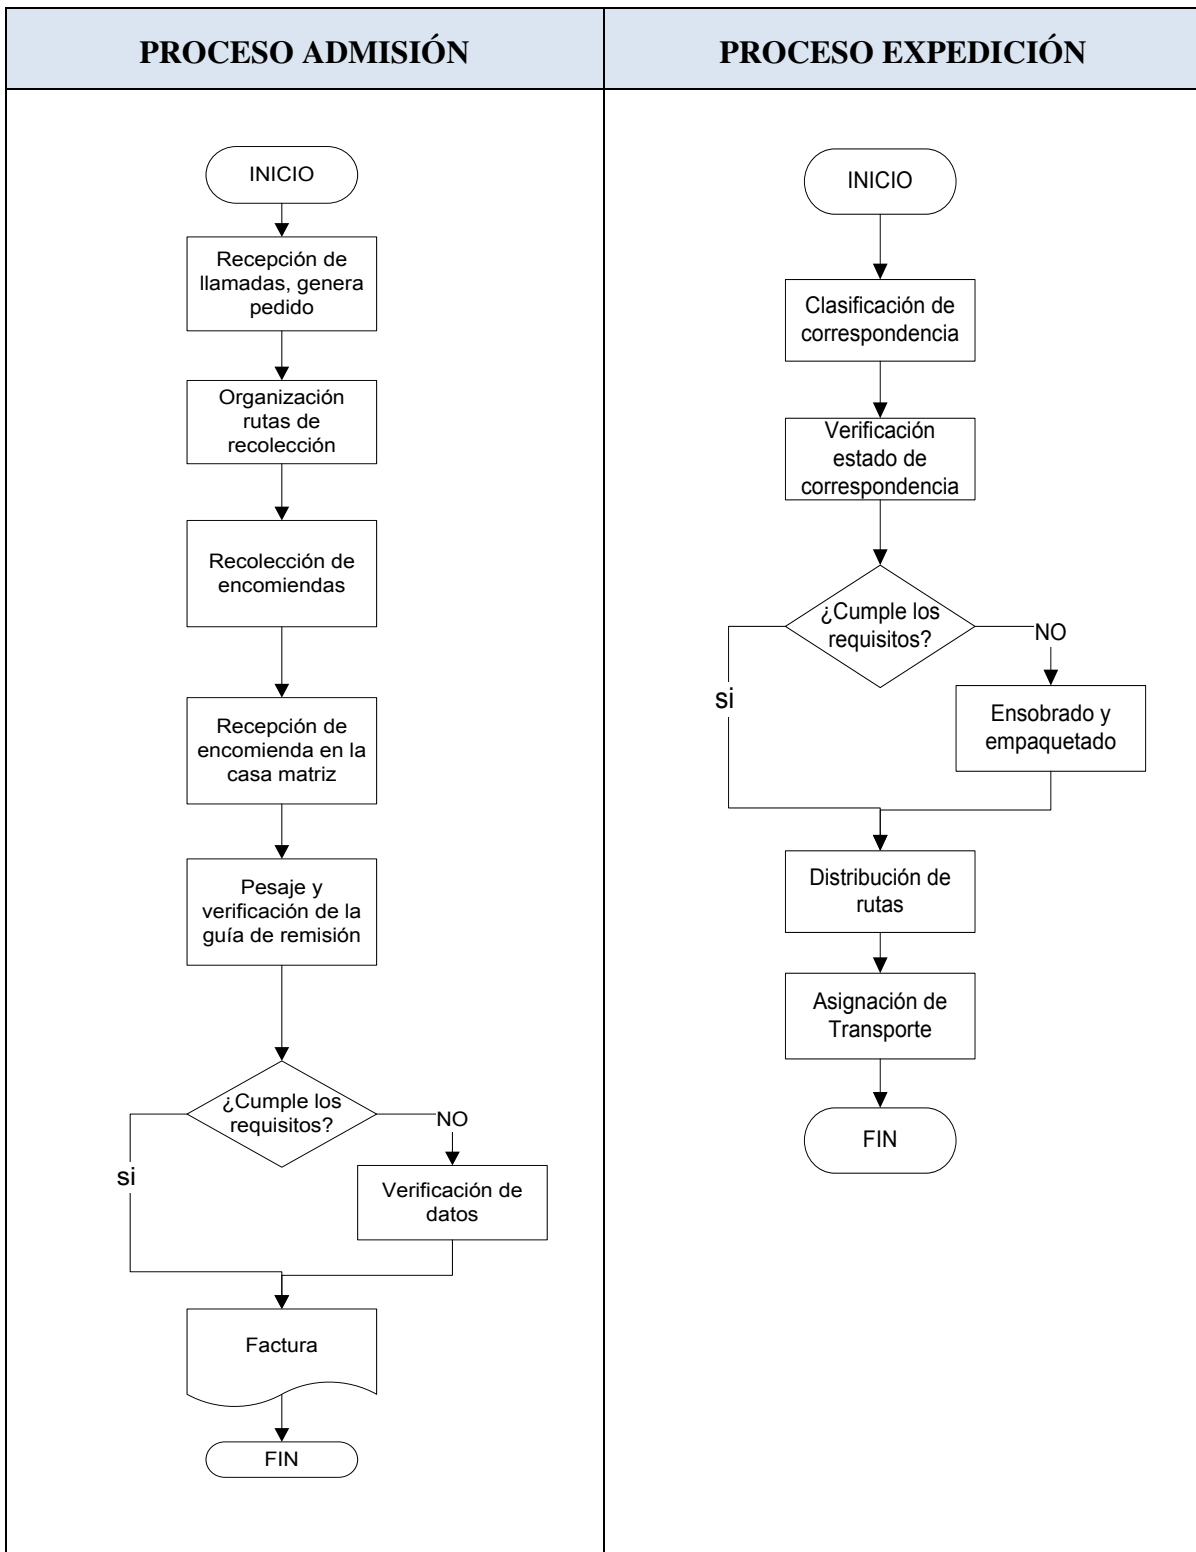 PROCESO ADMISIÓN
INICIO
Recepción de
llamadas, genera
pedido
Organización
rutas de
recolección
Recolección de
encomiendas
Recepción de
encomienda en la
casa matriz
Pesaje y
verificación de la
guía de remisión
¿Cumple los
requisitos?
NO
si
Verificación de
datos
Factura
FIN
PROCESO EXPEDICIÓN
INICIO
Clasificación de
correspondencia
Verificación
estado de
correspondencia
¿Cumple los
requisitos?
NO
si
Ensobrado y
empaquetado
Distribución de
rutas
Asignación de
Transporte
FIN